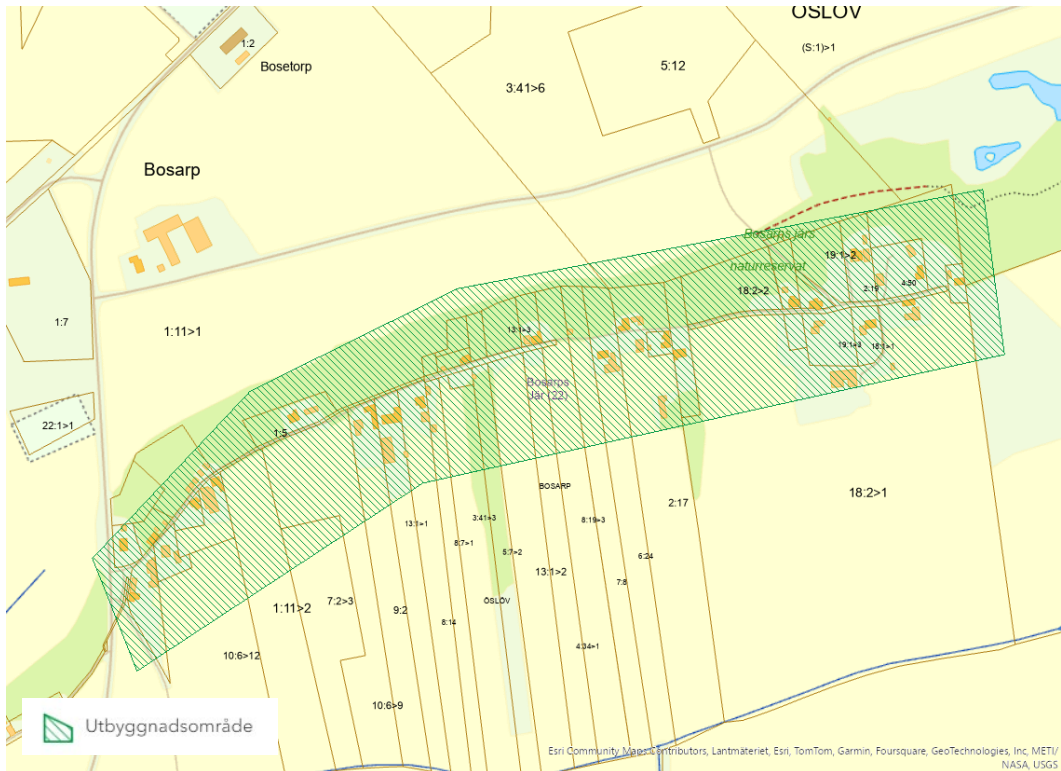 OSLÖV
1:2
(S:1)>1
Bosetorp
5:12
3:41>6
Bosarp
Bosarps järs
naturreservat
19:1>2
18:2>2
2:19
4:50
1:7
1:11>1
13:1>3
19:1>3
18:1>1
Bosarps
Jär (22)
22:1>1
1:5
BOSARP
18:2>1
2:17
13:1>1
3:41>3
8:19>3
8:7>1
5:7>2
6:24
13:1>2
7:8
7:2>3
1:11>2
9:2
ÖSLÖV
8:14
4:34>1
10:6>12
10:6>9
Utbyggnadsområde
Esri Community Maps Contributors, Lantmäteriet, Esri, TomTom, Garmin, Foursquare, GeoTechnologies, Inc, METI/
NASA, USGS